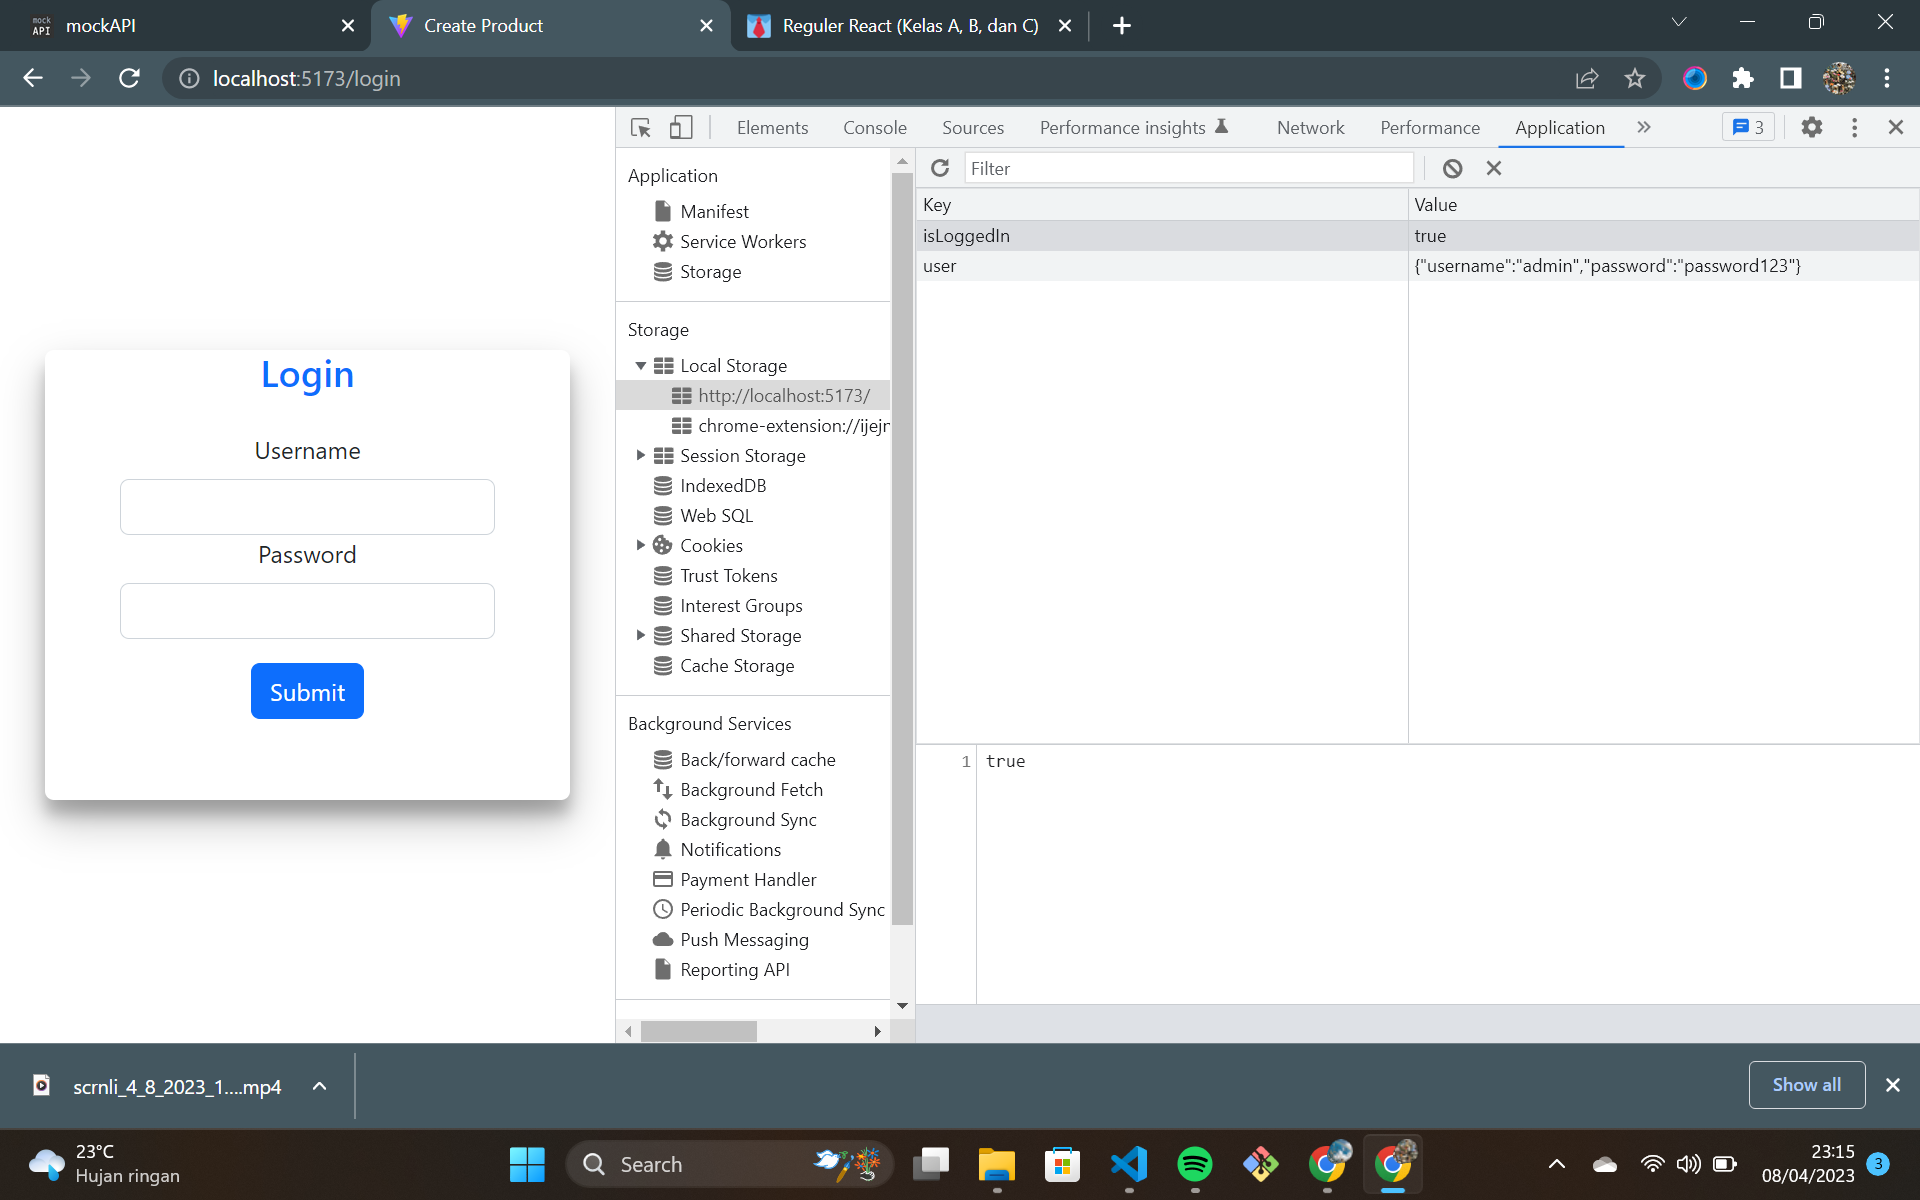 mock
API
mockAPI
Create Product
Reguler React (Kelas A, B, dan C)
localhost:5173/login
Login
Username
Password
Submit
Elements
Console
Sources
Performance insights
Network
Performance
Application
3
Application
Manifest
Service Workers
Storage
Storage
Local Storage
http://localhost:5173/
chrome-extension://ijejn
Session Storage
IndexedDB
Web SQL
Cookies
Trust Tokens
Interest Groups
Shared Storage
Cache Storage
Background Services
Back/forward cache
Background Fetch
Background Sync
Notifications
Payment Handler
Periodic Background Sync
Push Messaging
Reporting API
Filter
Key Value
isLoggedIn true
user {"username":"admin","password":"password123"}
1 true
scrnli_4_8_2023_1....mp4
Show all
23°C
Hujan ringan
Search
23:15
08/04/2023
3